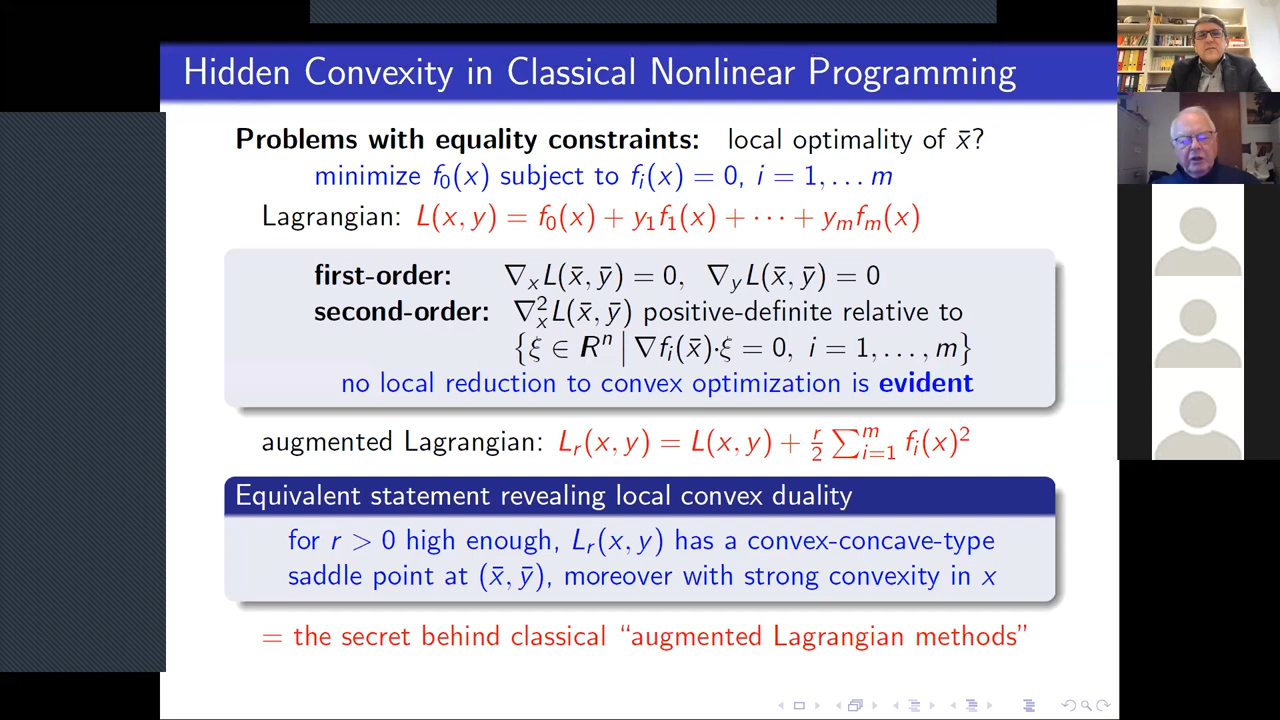 Hidden Convexity in Classical Nonlinear Programming
Problems with equality constraints: local optimality of x̄?
minimize f₀(x) subject to fᵢ(x) = 0, i = 1, … m
Lagrangian: L(x, y) = f₀(x) + y₁f₁(x) + ⋯ + yₘfₘ(x)
first-order: ∇ₓL(x̄, ȳ) = 0, ∇_yL(x̄, ȳ) = 0
second-order: ∇²ₓL(x̄, ȳ) positive-definite relative to
{ξ ∈ Rⁿ | ∇fᵢ(x̄)·ξ = 0, i = 1, …, m}
no local reduction to convex optimization is evident
augmented Lagrangian: Lᵣ(x, y) = L(x, y) + r/2 ∑ᵐᵢ₌₁ fᵢ(x)²
Equivalent statement revealing local convex duality
for r > 0 high enough, Lᵣ(x, y) has a convex-concave-type
saddle point at (x̄, ȳ), moreover with strong convexity in x
= the secret behind classical “augmented Lagrangian methods”